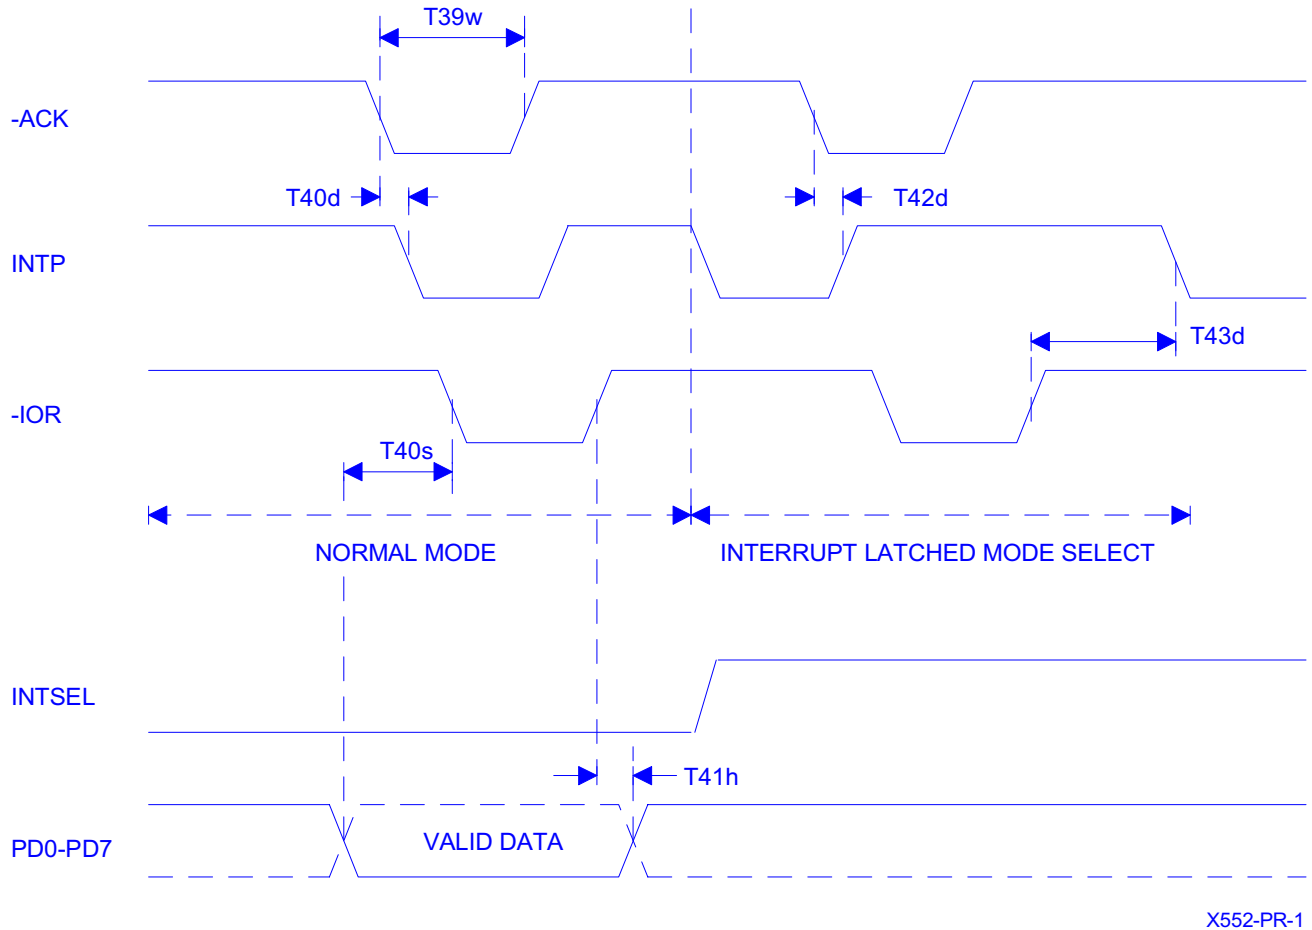 T39w
-ACK
T40d
T42d
INTP
T43d
-IOR
T40s
NORMAL MODE
INTERRUPT LATCHED MODE SELECT
INTSEL
T41h
PD0-PD7
VALID DATA
X552-PR-1